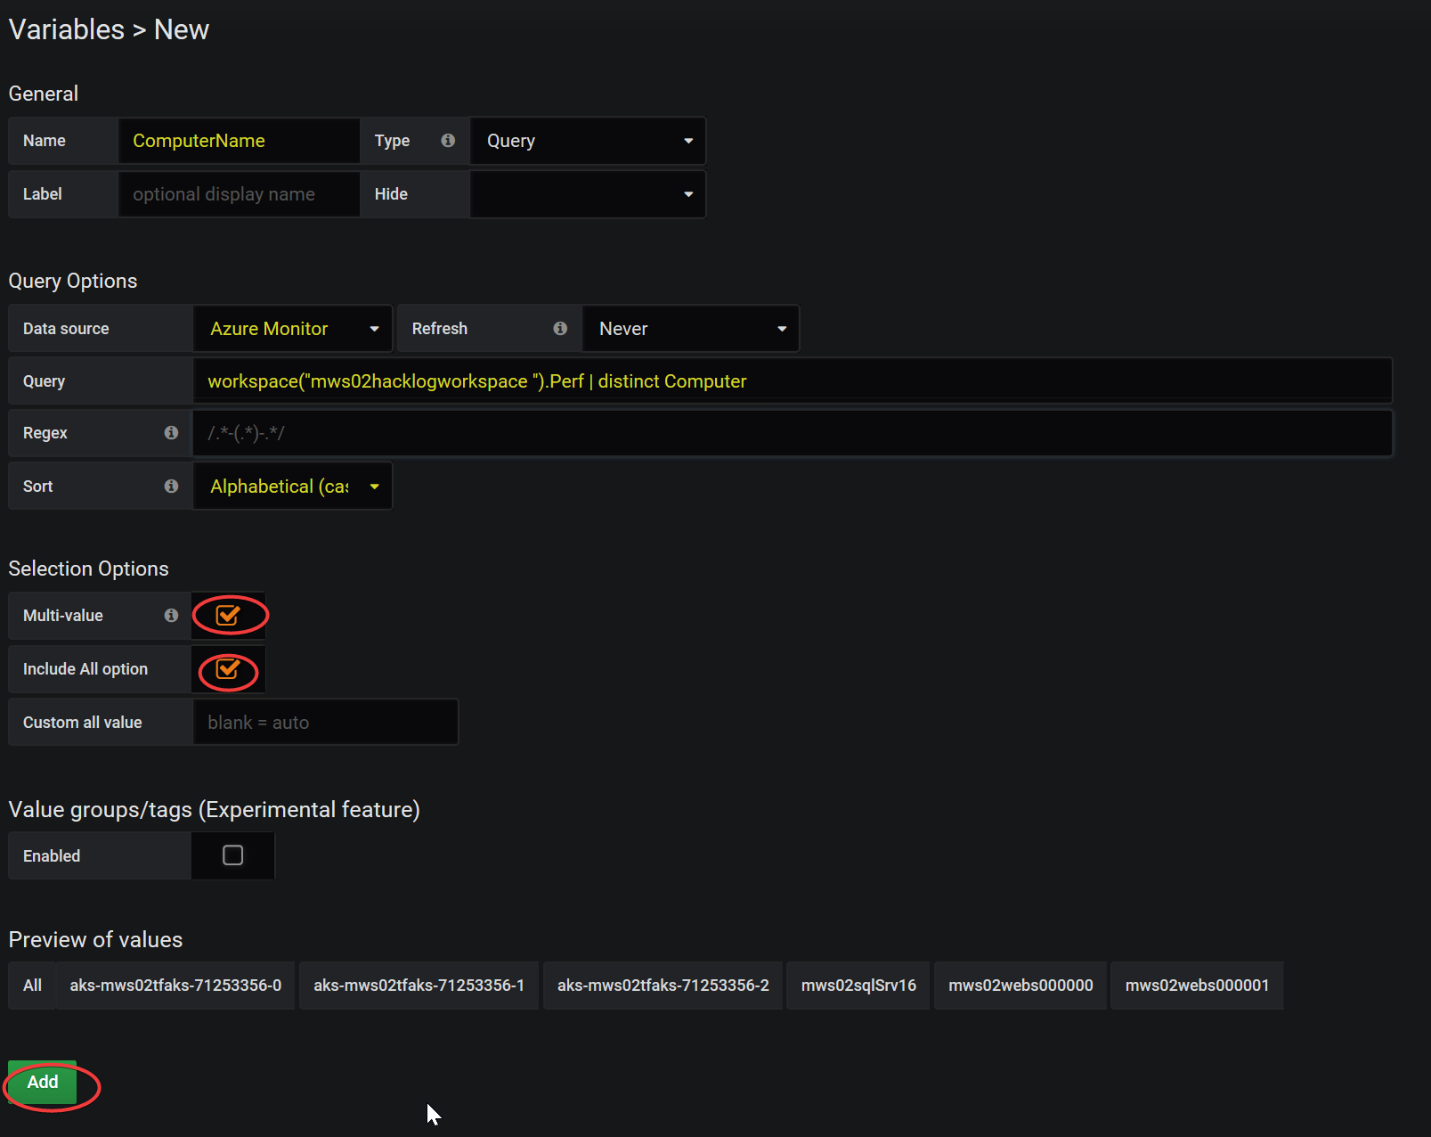 Variables > New
General
Name ComputerName Type Query
Label optional display name Hide
Query Options
Data source Azure Monitor Refresh Never
Query workspace("mws02hacklogworkspace ").Perf | distinct Computer
Regex /.*-(.*)-.*/
Sort Alphabetical (cas
Selection Options
Multi-value
Include All option
Custom all value blank = auto
Value groups/tags (Experimental feature)
Enabled
Preview of values
All aks-mws02tfaks-71253356-0 aks-mws02tfaks-71253356-1 aks-mws02tfaks-71253356-2 mws02sqlSrv16 mws02webs000000 mws02webs000001
Add